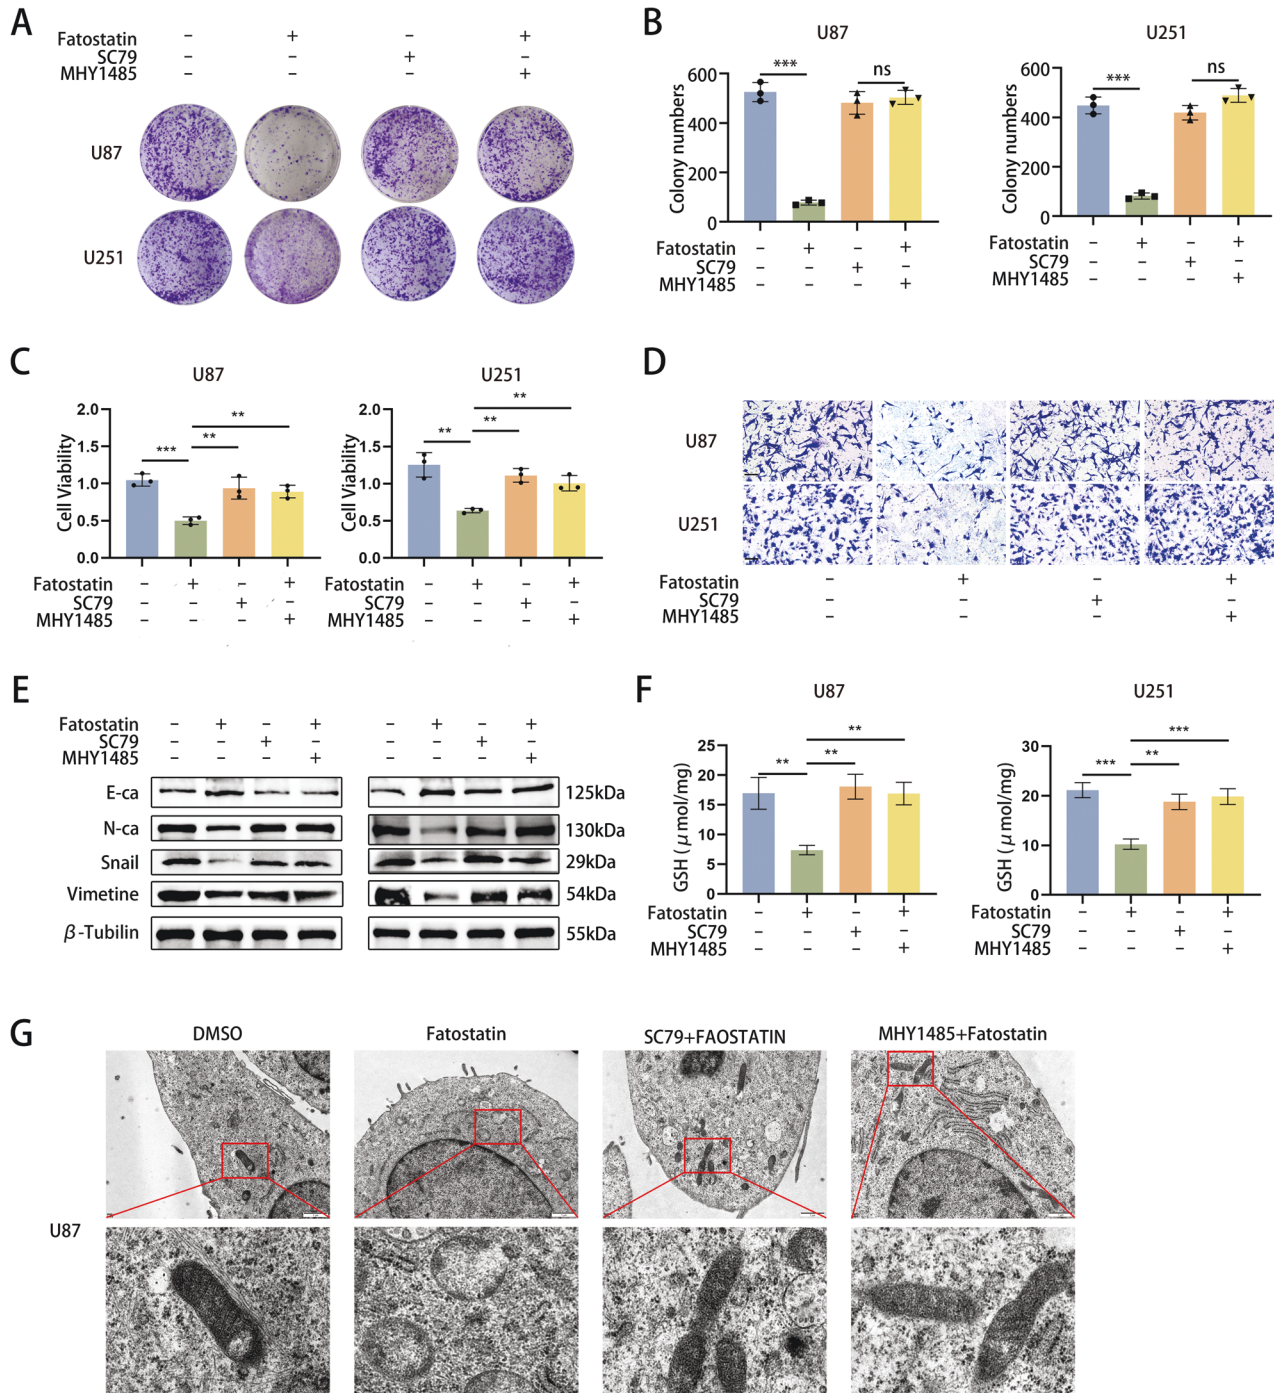 A
Fatostatin – + – +
SC79 – – + –
MHY1485 – – – +
U87
U251
B
U87
Colony numbers
600
400
200
0
***
ns
Fatostatin – + – +
SC79 – – + –
MHY1485 – – – +
U251
Colony numbers
600
400
200
0
***
ns
Fatostatin – + – +
SC79 – – + –
MHY1485 – – – +
C
U87
Cell Viability
2.0
1.5
1.0
0.5
0.0
***
**
**
Fatostatin – + – +
SC79 – – + –
MHY1485 – – – +
U251
Cell Viability
2.0
1.5
1.0
0.5
0.0
**
**
**
Fatostatin – + – +
SC79 – – + –
MHY1485 – – – +
D
U87
U251
Fatostatin – + – +
SC79 – – + –
MHY1485 – – – +
E
Fatostatin – + – + – + – +
SC79 – – + – – – + –
MHY1485 – – – + – – – +
E-ca 125kDa
N-ca 130kDa
Snail 29kDa
Vimetine 54kDa
β-Tubilin 55kDa
F
U87
GSH (μmol/mg)
25
20
15
10
5
0
**
**
**
Fatostatin – + – +
SC79 – – + –
MHY1485 – – – +
U251
GSH (μmol/mg)
30
20
10
0
***
**
***
Fatostatin – + – +
SC79 – – + –
MHY1485 – – – +
G
DMSO
Fatostatin
SC79+FAOSTATIN
MHY1485+Fatostatin
U87